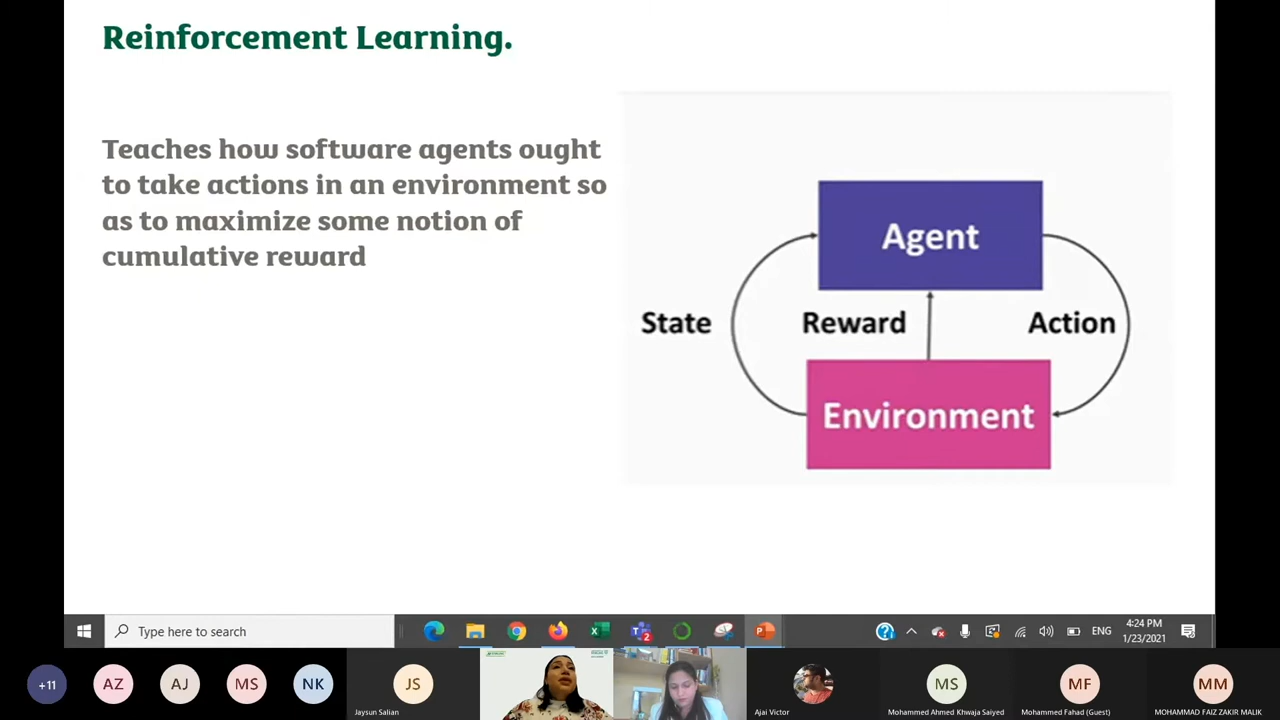 Reinforcement Learning.
Teaches how software agents ought
to take actions in an environment so
as to maximize some notion of
cumulative reward
Agent
State
Reward
Action
Environment
Type here to search
2
ENG
4:24 PM
1/23/2021
+11
AZ
AJ
MS
NK
JS
MS
MF
MM
Jaysun Salian
Ajai Victor
Mohammed Ahmed Khwaja Saiyed
Mohammed Fahad (Guest)
MOHAMMAD FAIZ ZAKIR MALIK